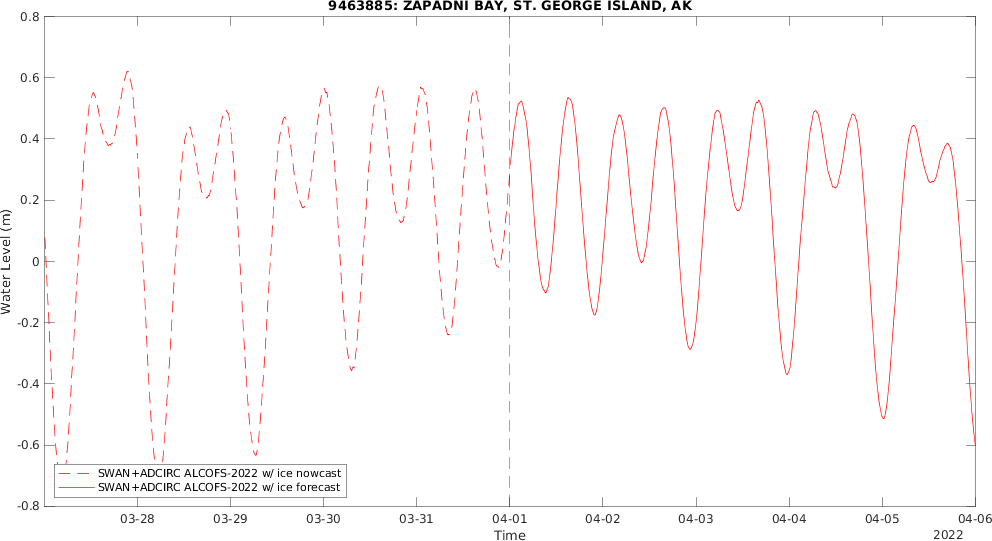 9463885: ZAPADNI BAY, ST. GEORGE ISLAND, AK
0.8
0.6
0.4
0.2
0
-0.2
-0.4
-0.6
-0.8
Water Level (m)
SWAN+ADCIRC ALCOFS-2022 w/ ice nowcast
SWAN+ADCIRC ALCOFS-2022 w/ ice forecast
03-28 03-29 03-30 03-31 04-01 04-02 04-03 04-04 04-05 04-06
Time
2022